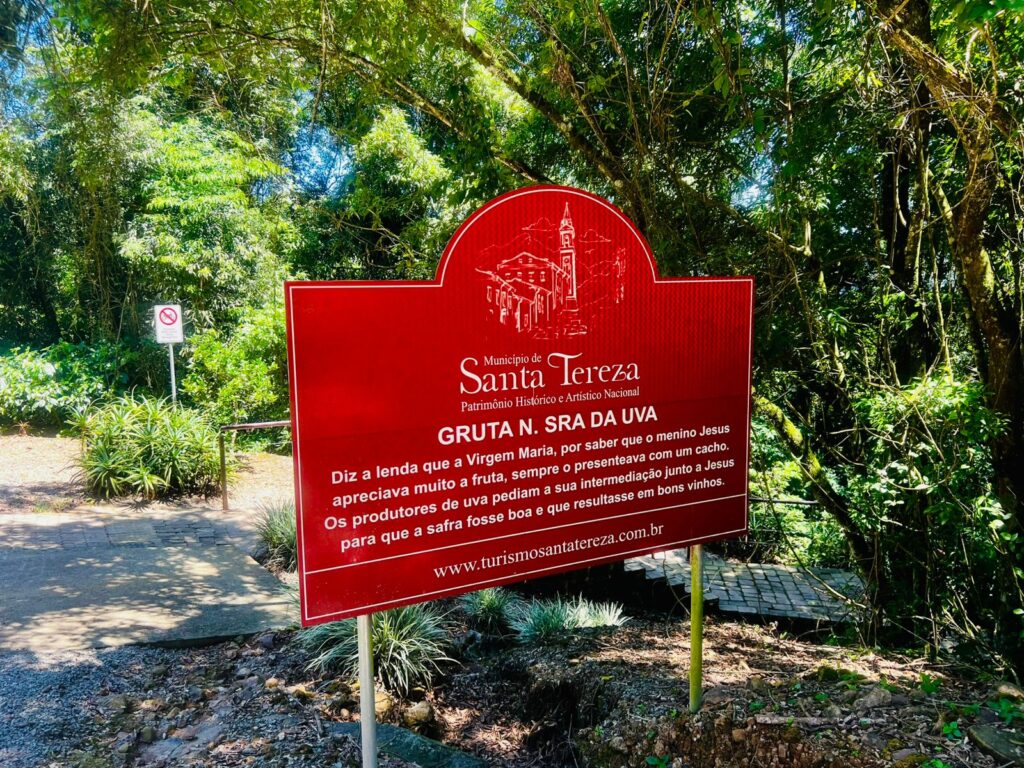 Município de
Santa Tereza
Patrimônio Histórico e Artístico Nacional
GRUTA N. SRA DA UVA
Diz a lenda que a Virgem Maria, por saber que o menino Jesus
apreciava muito a fruta, sempre o presenteava com um cacho.
Os produtores de uva pediam a sua intermediação junto a Jesus
para que a safra fosse boa e que resultasse em bons vinhos.
www.turismosantatereza.com.br